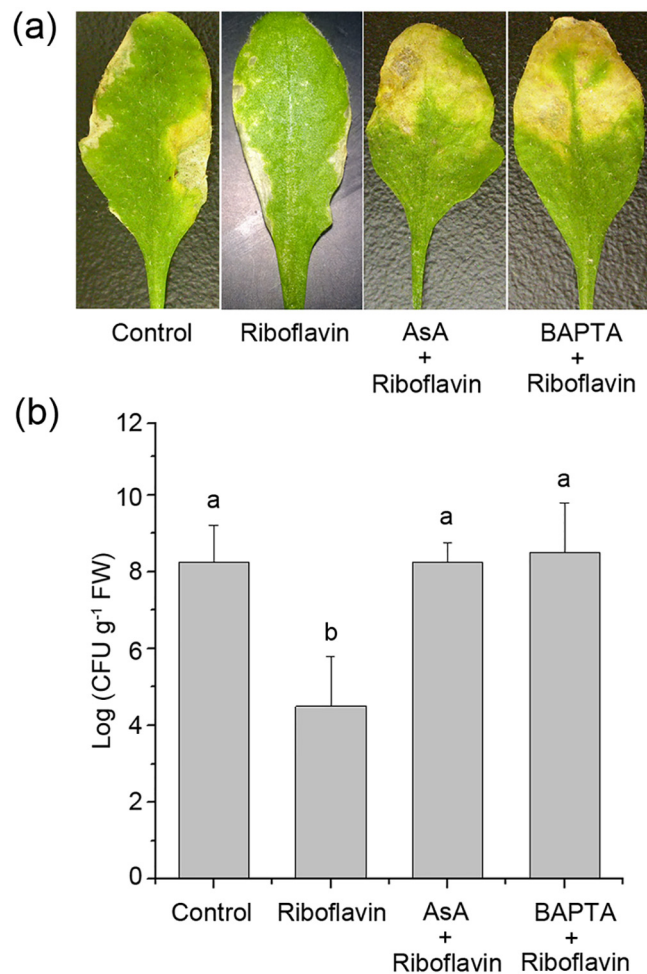 (a)
Control Riboflavin AsA + Riboflavin BAPTA + Riboflavin
(b)
Log (CFU g⁻¹ FW)
12
10
8
6
4
2
0
a
b
a
a
Control Riboflavin AsA + Riboflavin BAPTA + Riboflavin